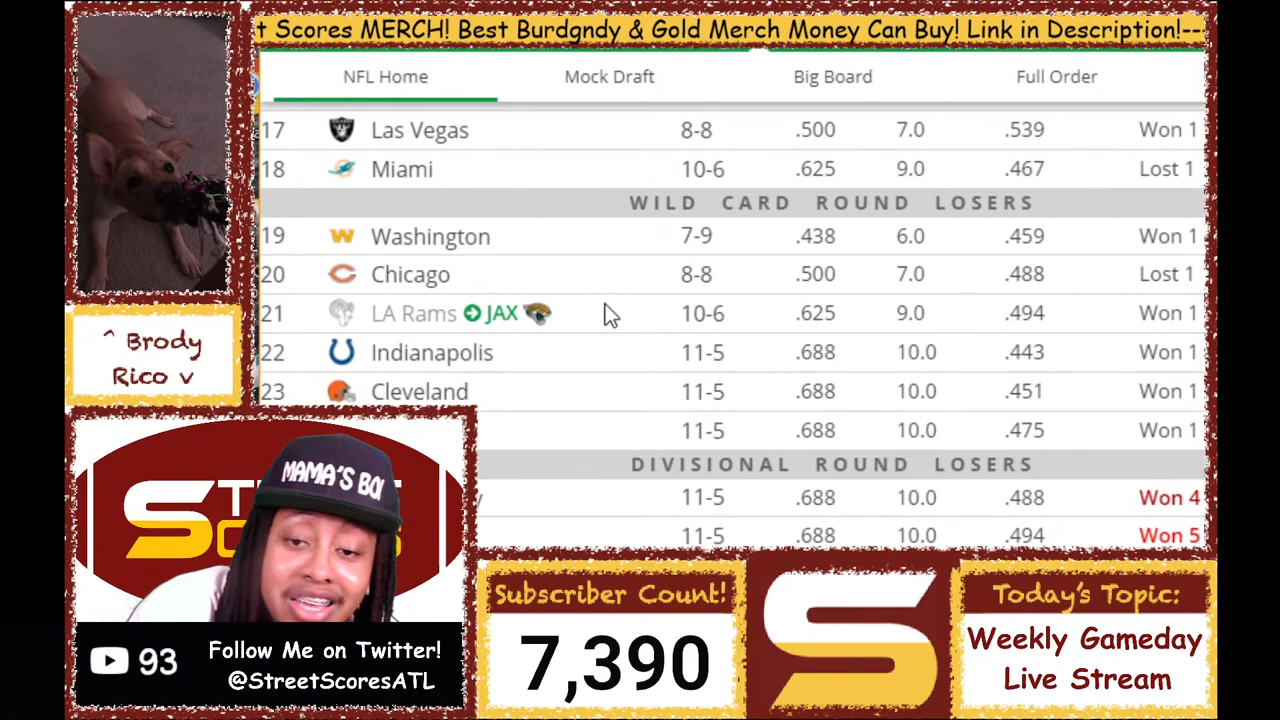 t Scores MERCH! Best Burdgndy & Gold Merch Money Can Buy! Link in Description!--
NFL Home Mock Draft Big Board Full Order
17 Las Vegas 8-8 .500 7.0 .539 Won 1
18 Miami 10-6 .625 9.0 .467 Lost 1
WILD CARD ROUND LOSERS
19 Washington 7-9 .438 6.0 .459 Won 1
20 Chicago 8-8 .500 7.0 .488 Lost 1
21 LA Rams JAX 10-6 .625 9.0 .494 Won 1
22 Indianapolis 11-5 .688 10.0 .443 Won 1
23 Cleveland 11-5 .688 10.0 .451 Won 1
11-5 .688 10.0 .475 Won 1
DIVISIONAL ROUND LOSERS
11-5 .688 10.0 .488 Won 4
11-5 .688 10.0 .494 Won 5
^ Brody
Rico v
MAMA'S BOI
93
Follow Me on Twitter!
@StreetScoresATL
Subscriber Count!
7,390
S
Today's Topic:
Weekly Gameday
Live Stream